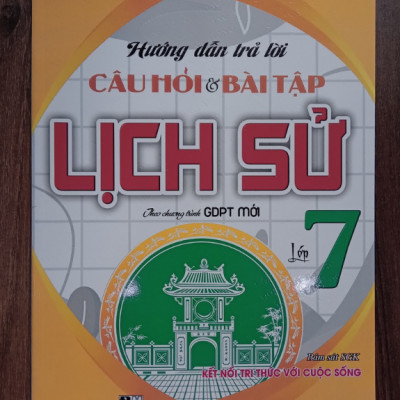 Hướng dẫn trả lời
CÂU HỎI & BÀI TẬP
LỊCH SỬ
Theo chương trình GDPT MỚI
Lớp 7
Bám sát SGK
KẾT NỐI TRI THỨC VỚI CUỘC SỐNG